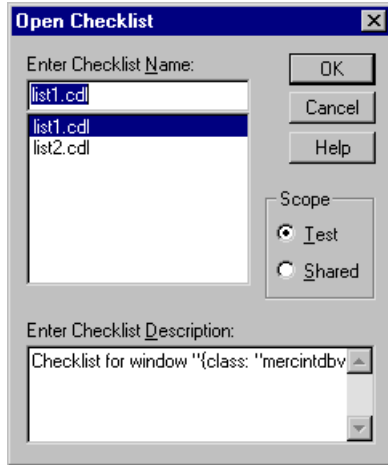 Open Checklist
Enter Checklist Name:
list1.cdl
list1.cdl
list2.cdl
OK
Cancel
Help
Scope
Test
Shared
Enter Checklist Description:
Checklist for window "{class: "mercintdbv